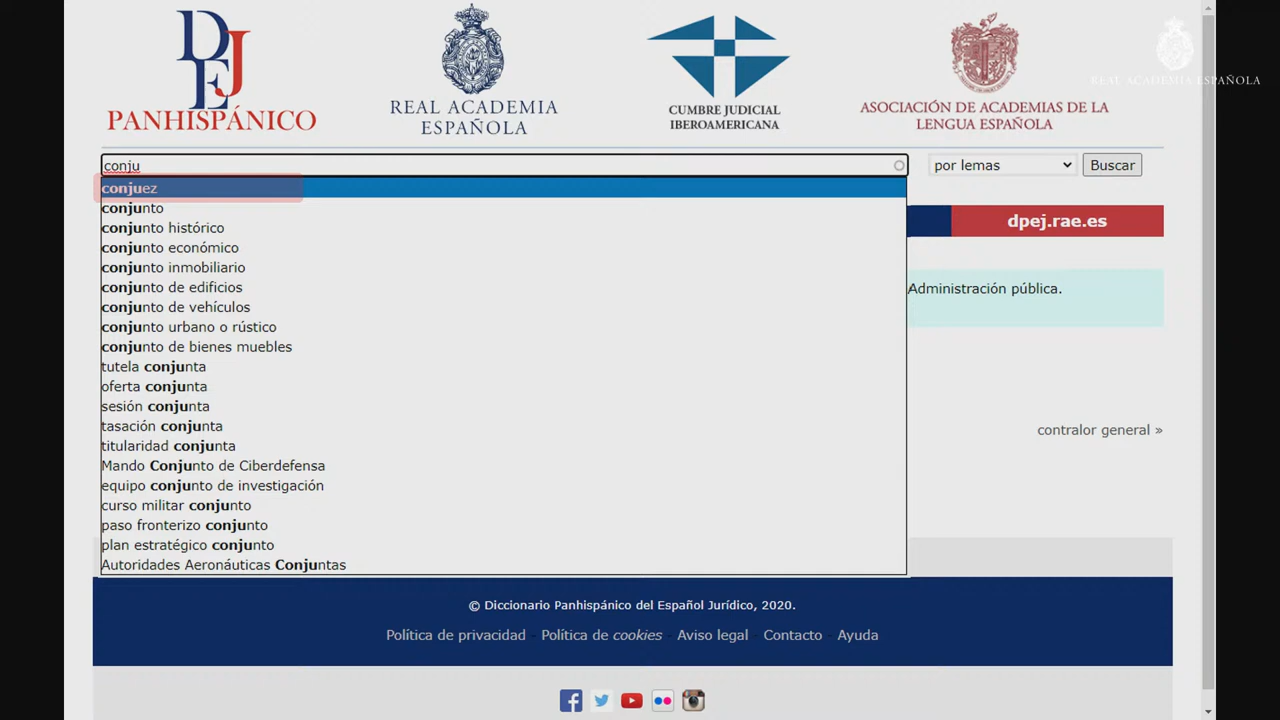 DEJ
PANHISPÁNICO
REAL ACADEMIA
ESPAÑOLA
CUMBRE JUDICIAL
IBEROAMERICANA
ASOCIACIÓN DE ACADEMIAS DE LA
LENGUA ESPAÑOLA
REAL ACADEMIA ESPAÑOLA
conju
por lemas
Buscar
conjuez
conjunto
conjunto histórico
conjunto económico
conjunto inmobiliario
conjunto de edificios
conjunto de vehículos
conjunto urbano o rústico
conjunto de bienes muebles
tutela conjunta
oferta conjunta
sesión conjunta
tasación conjunta
titularidad conjunta
Mando Conjunto de Ciberdefensa
equipo conjunto de investigación
curso militar conjunto
paso fronterizo conjunto
plan estratégico conjunto
Autoridades Aeronáuticas Conjuntas
dpej.rae.es
Administración pública.
contralor general »
© Diccionario Panhispánico del Español Jurídico, 2020.
Política de privacidad - Política de cookies - Aviso legal - Contacto - Ayuda